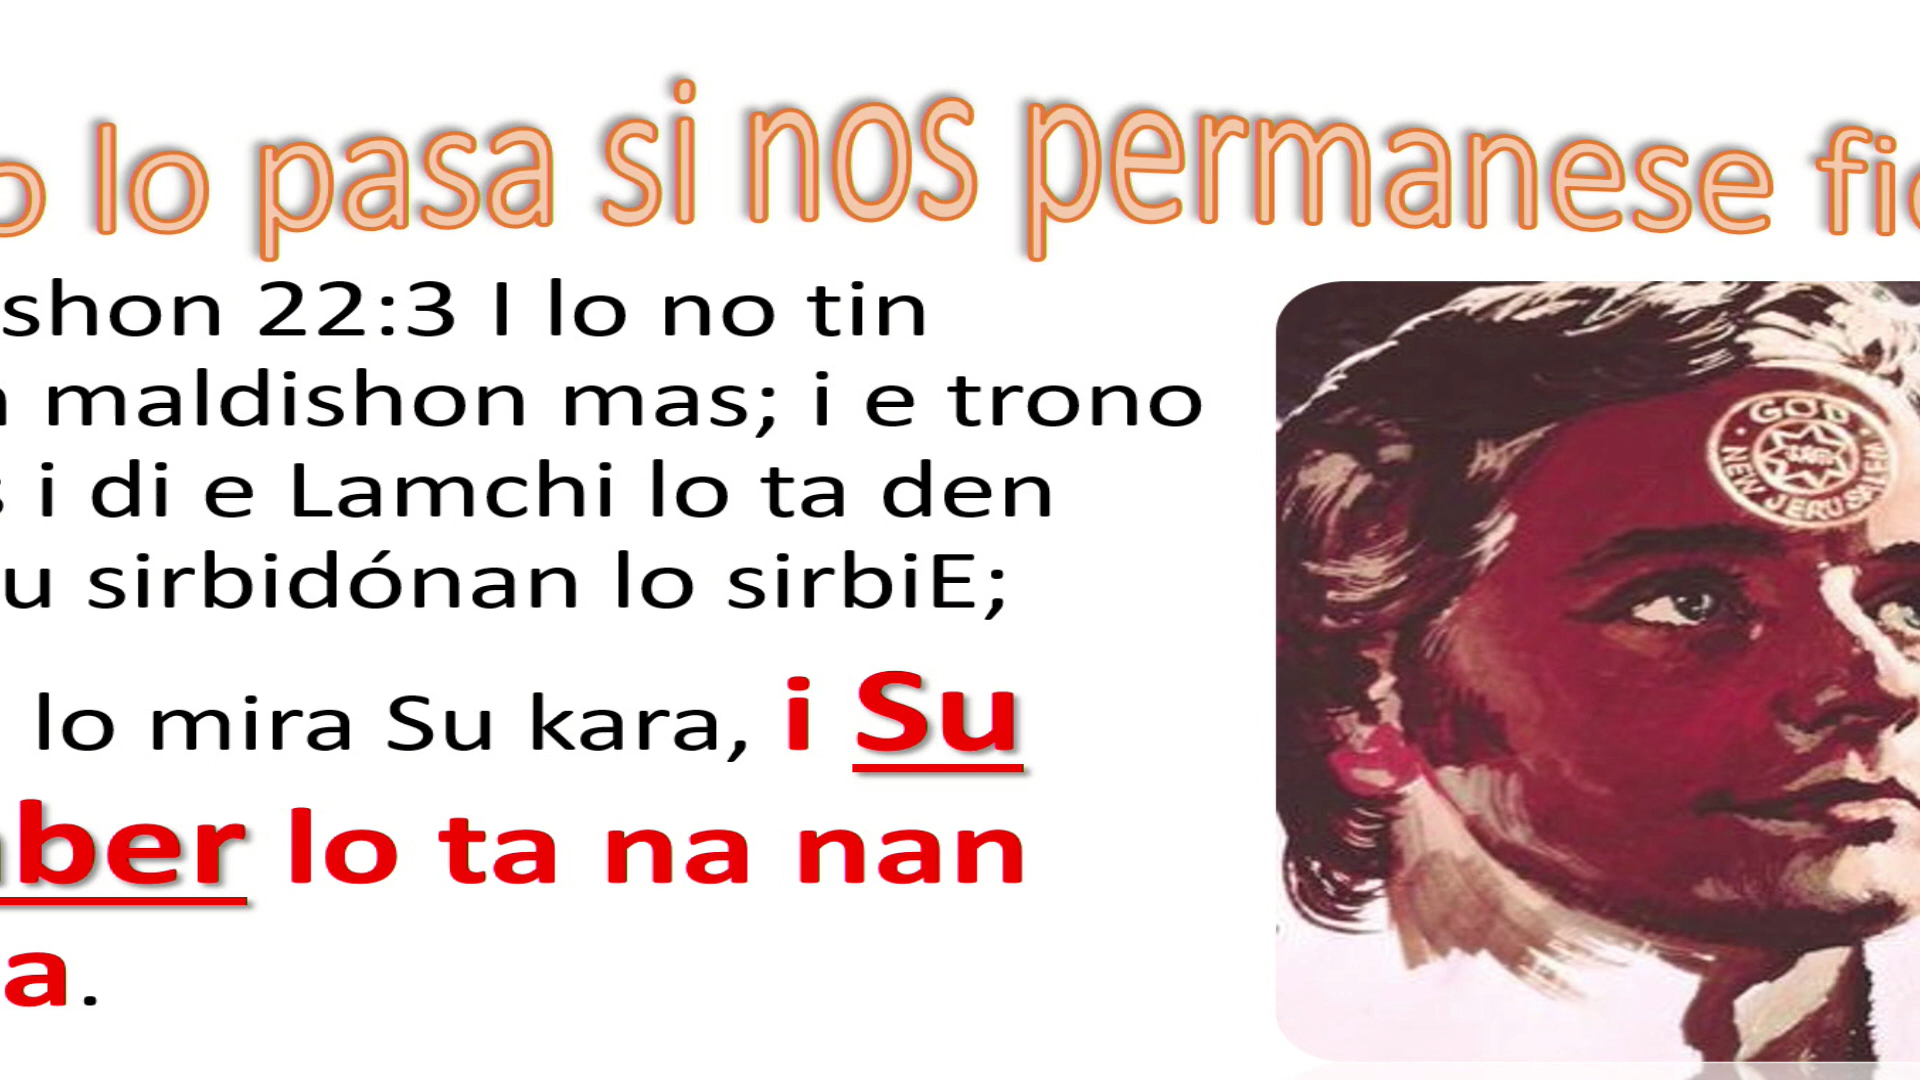 lo pasa si nos permanese
shon 22:3 I lo no tin
maldishon mas; i e trono
i di e Lamchi lo ta den
u sirbidónan lo sirbiE;
lo mira Su kara, i Su
ber lo ta na nan
a.
GOD
NEW JERUSALEM